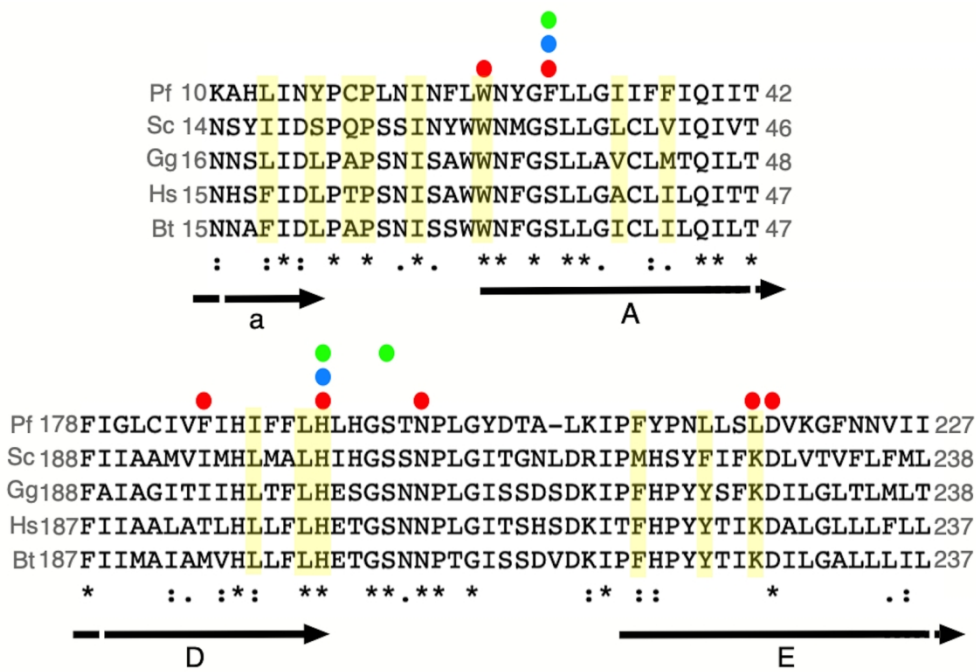 Pf 10 KAHLINYPCPLNINFLWNYGFLLGIIFFIQIIT 42
Sc 14 NSYIIDSPQPSSINYWWNMGSLLGLCLVIQIVT 46
Gg 16 NNSLIDLPAPSNISAWWNFGSLLAVCLMTQILT 48
Hs 15 NHSFIDLPTPSNISAWWNFGSLLGACLILQITT 47
Bt 15 NNAFIDLPAPSNISSWWNFGSLLGICLILQILT 47
: :*: * * .*. ** * **. :. ** *
a A
Pf 178 FIGLCIVFIHIFFLHLHGSTNPLGYDTA-LKIPFYPNLLSLDVKGFNNVII 227
Sc 188 FIIAAMVIMHLMALHIHGSSNPLGITGNLDRIPMHSYFIFKDLVTVFLFML 238
Gg 188 FAIAGITIIHLTFLHESGSNNPLGISSDSDKIPFHPYYSFKDILGLTLMLT 238
Hs 187 FIIAALATLHLLFLHETGSNNPLGITSHSDKITFHPYYTIKDALGLLLFLL 237
Bt 187 FIIMAIAMVHLLFLHETGSNNPTGISSDVDKIPFHPYYTIKDILGALLLIL 237
* :. :*: ** **.** * :* :: * .:
D E